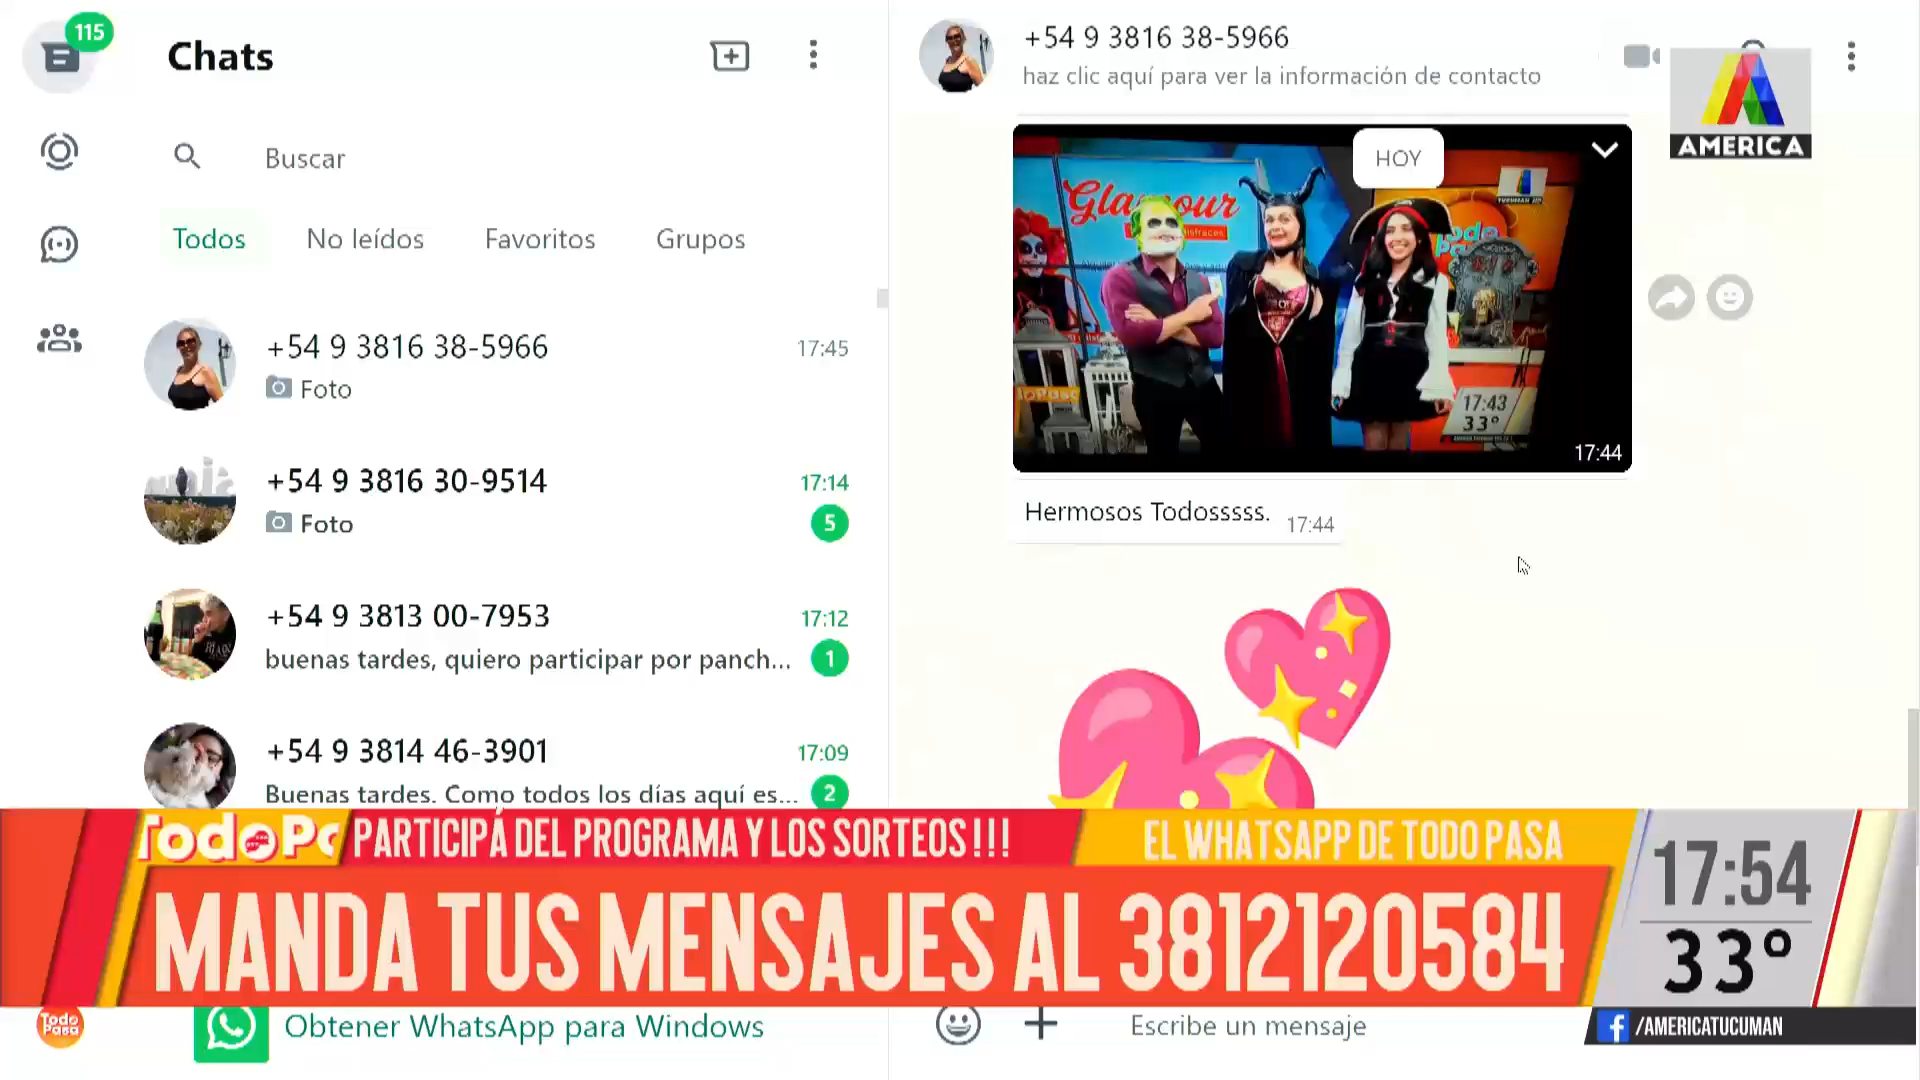 115
Chats
Buscar
Todos
No leídos
Favoritos
Grupos
+54 9 3816 38-5966
17:45
Foto
+54 9 3816 30-9514
17:14
Foto
5
+54 9 3813 00-7953
17:12
buenas tardes, quiero participar por panch...
1
+54 9 3814 46-3901
17:09
Buenas tardes. Como todos los días aquí es...
2
+54 9 3816 38-5966
haz clic aquí para ver la información de contacto
AMERICA
HOY
Glamour
17:43
33°
17:44
Hermosos Todosssss.
17:44
TodoPa
PARTICIPÁ DEL PROGRAMA Y LOS SORTEOS!!!
EL WHATSAPP DE TODO PASA
MANDA TUS MENSAJES AL 3812120584
17:54
33°
Todo
Pasa
Obtener WhatsApp para Windows
Escribe un mensaje
/AMERICATUCUMAN